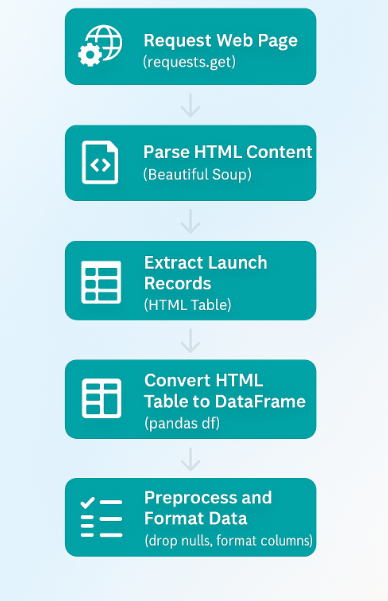 Request Web Page
(requests.get)
Parse HTML Content
(Beautiful Soup)
Extract Launch
Records
(HTML Table)
Convert HTML
Table to DataFrame
(pandas df)
Preprocess and
Format Data
(drop nulls, format columns)